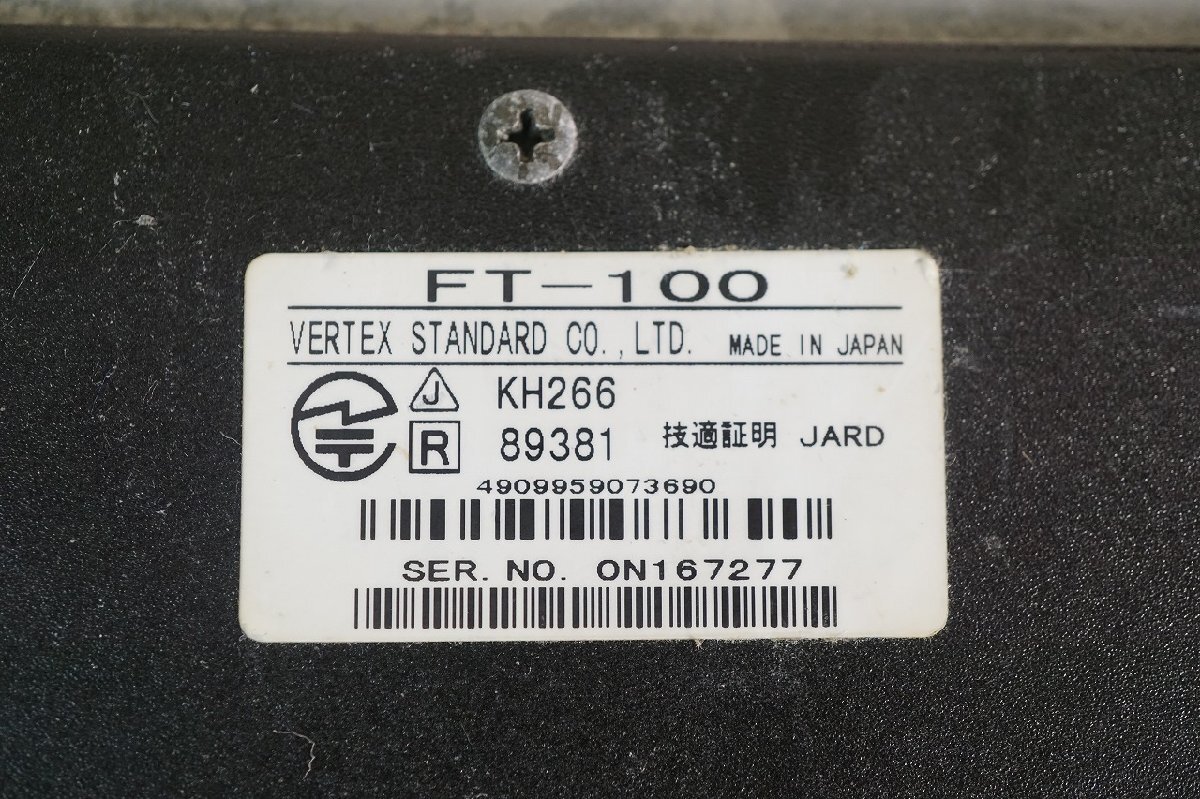 FT-100
VERTEX STANDARD CO., LTD. MADE IN JAPAN
J KH266
R 89381 技適証明 JARD
4909959073690
SER. NO. 0N167277